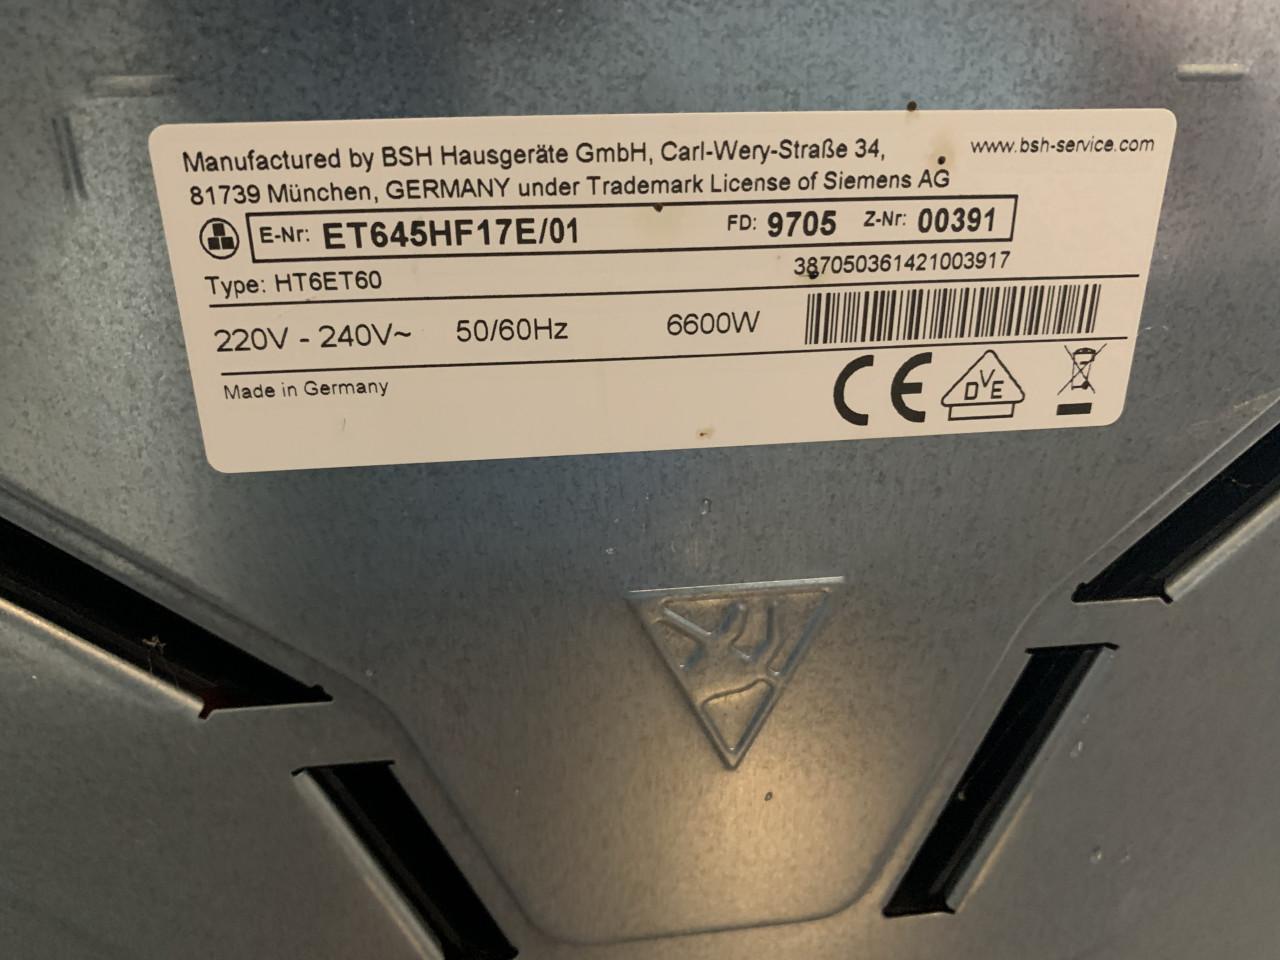 Manufactured by BSH Hausgeräte GmbH, Carl-Wery-Straße 34,
www.bsh-service.com
81739 München, GERMANY under Trademark License of Siemens AG
E-Nr: ET645HF17E/01 FD: 9705 Z-Nr: 00391
Type: HT6ET60
387050361421003917
220V - 240V~ 50/60Hz 6600W
Made in Germany
CE
DVE